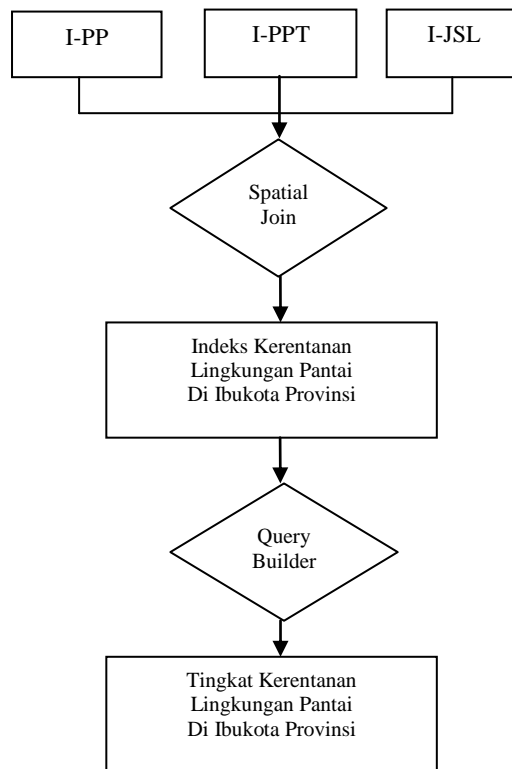 I-PP
I-PPT
I-JSL
Spatial
Join
Indeks Kerentanan
Lingkungan Pantai
Di Ibukota Provinsi
Query
Builder
Tingkat Kerentanan
Lingkungan Pantai
Di Ibukota Provinsi